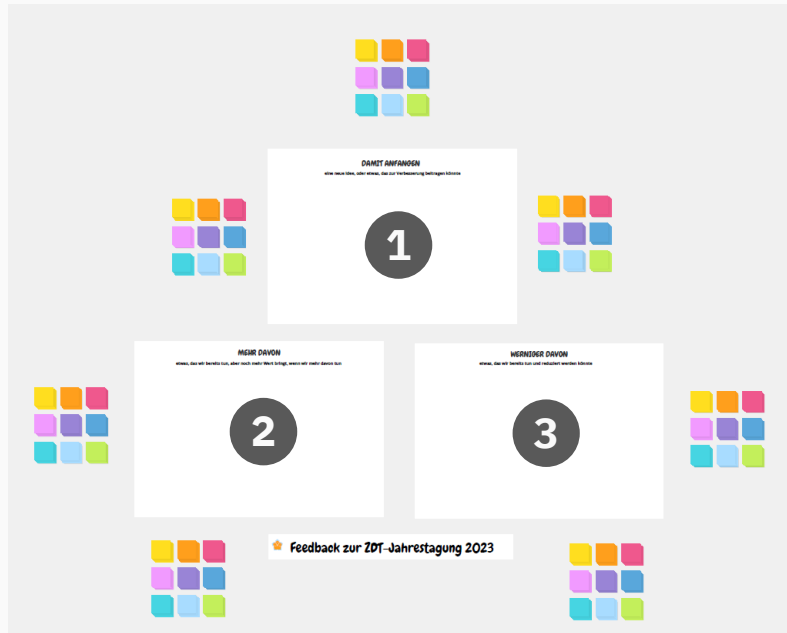 DAMIT ANFANGEN
eine neue Idee, oder etwas, das zur Verbesserung beitragen könnte
1
MEHR DAVON
etwas, das wir bereits tun, aber noch mehr Wert bringt, wenn wir mehr davon tun
2
WERNIGER DAVON
etwas, das wir bereits tun und reduziert werden könnte
3
Feedback zur ZDT-Jahrestagung 2023